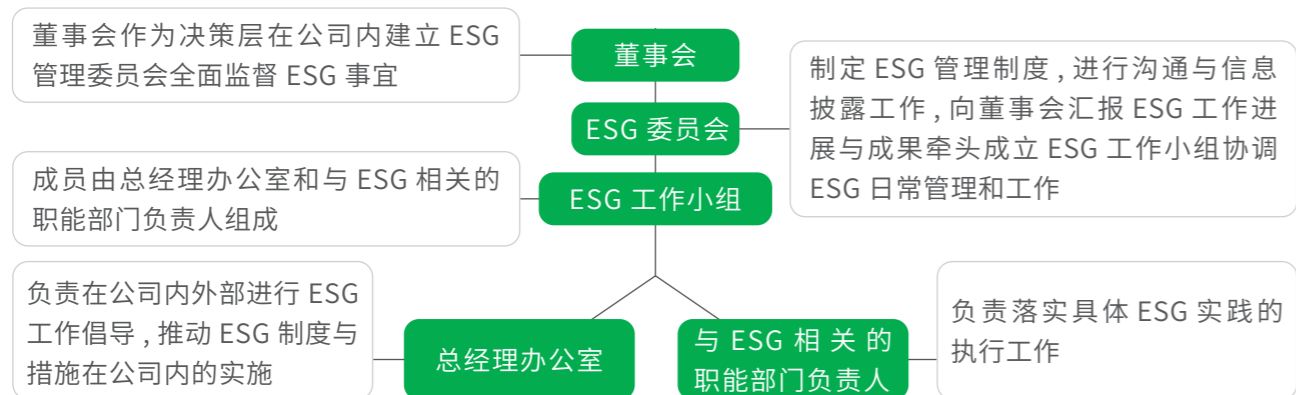 董事会作为决策层在公司内建立 ESG
管理委员会全面监督 ESG 事宜
董事会
ESG 委员会
制定 ESG 管理制度 , 进行沟通与信息
披露工作 , 向董事会汇报 ESG 工作进
展与成果牵头成立 ESG 工作小组协调
ESG 日常管理和工作
成员由总经理办公室和与 ESG 相关的
职能部门负责人组成
ESG 工作小组
负责在公司内外部进行 ESG
工作倡导 , 推动 ESG 制度与
措施在公司内的实施
总经理办公室
与 ESG 相 关 的
职能部门负责人
负责落实具体 ESG 实践的
执行工作